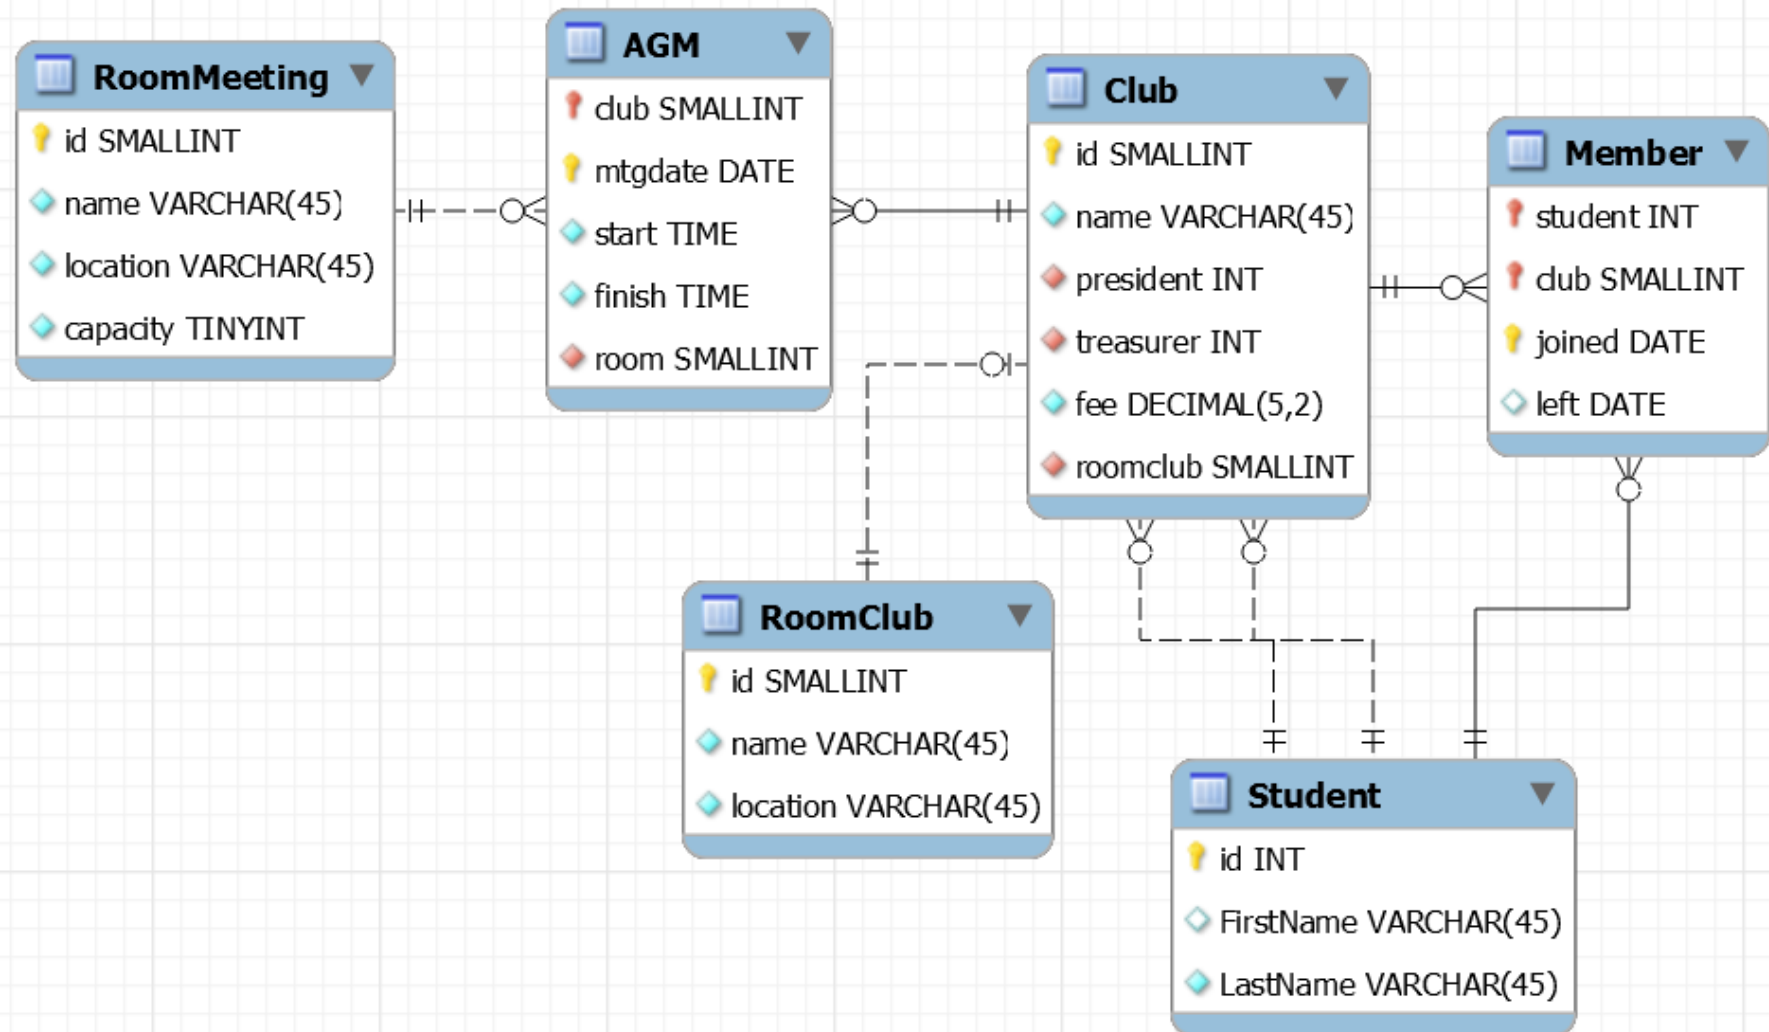 RoomMeeting
id SMALLINT
name VARCHAR(45)
location VARCHAR(45)
capacity TINYINT
AGM
club SMALLINT
mtgdate DATE
start TIME
finish TIME
room SMALLINT
Club
id SMALLINT
name VARCHAR(45)
president INT
treasurer INT
fee DECIMAL(5,2)
roomclub SMALLINT
Member
student INT
club SMALLINT
joined DATE
left DATE
RoomClub
id SMALLINT
name VARCHAR(45)
location VARCHAR(45)
Student
id INT
FirstName VARCHAR(45)
LastName VARCHAR(45)